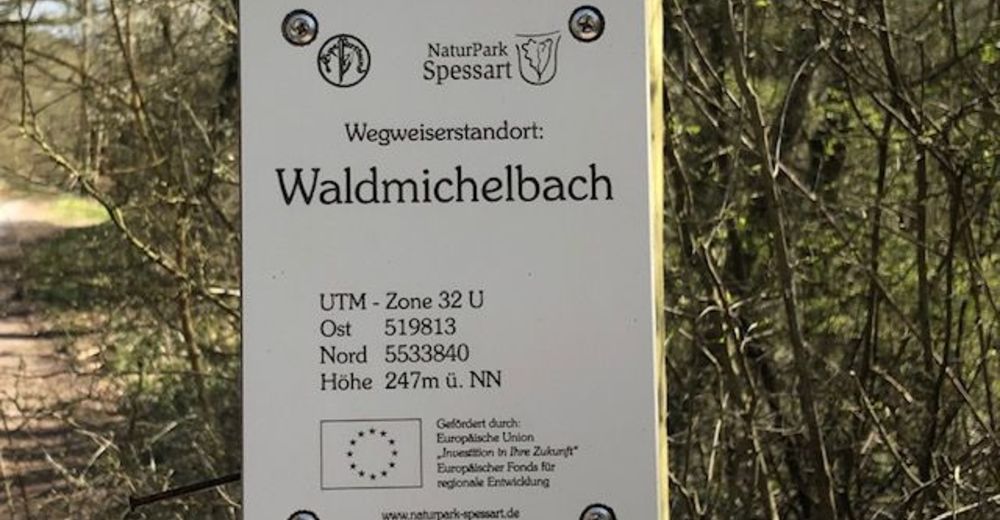 NaturPark
Spessart
Wegweiserstandort:
Waldmichelbach
UTM - Zone 32 U
Ost 519813
Nord 5533840
Höhe 247m ü. NN
Gefördert durch:
Europäische Union
„Investition in Ihre Zukunft"
Europäischer Fonds für
regionale Entwicklung
www.naturpark-spessart.de